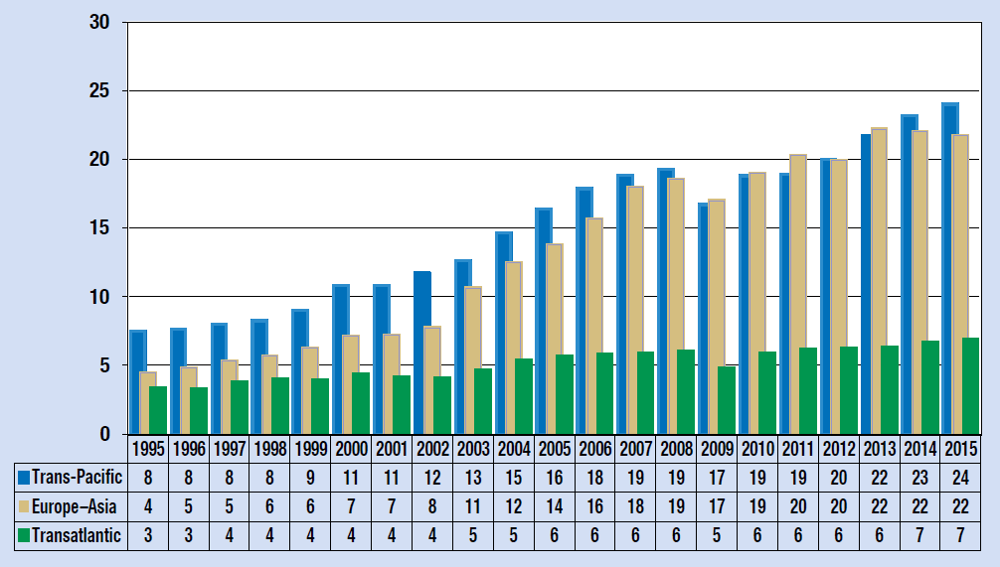 30
25
20
15
10
5
0
1995 1996 1997 1998 1999 2000 2001 2002 2003 2004 2005 2006 2007 2008 2009 2010 2011 2012 2013 2014 2015
Trans-Pacific 8 8 8 8 9 11 11 12 13 15 16 18 19 19 17 19 19 20 22 23 24
Europe–Asia 4 5 5 6 6 7 7 8 11 12 14 16 18 19 17 19 20 20 22 22 22
Transatlantic 3 3 4 4 4 4 4 4 5 5 6 6 6 6 5 6 6 6 6 7 7